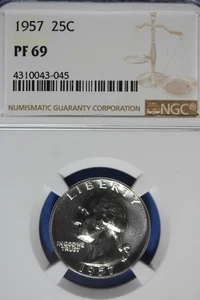 1957 25C
PF 69
4310043-045
NUMISMATIC GUARANTY CORPORATION
NGC
LIBERTY
IN GOD WE
TRUST
1957